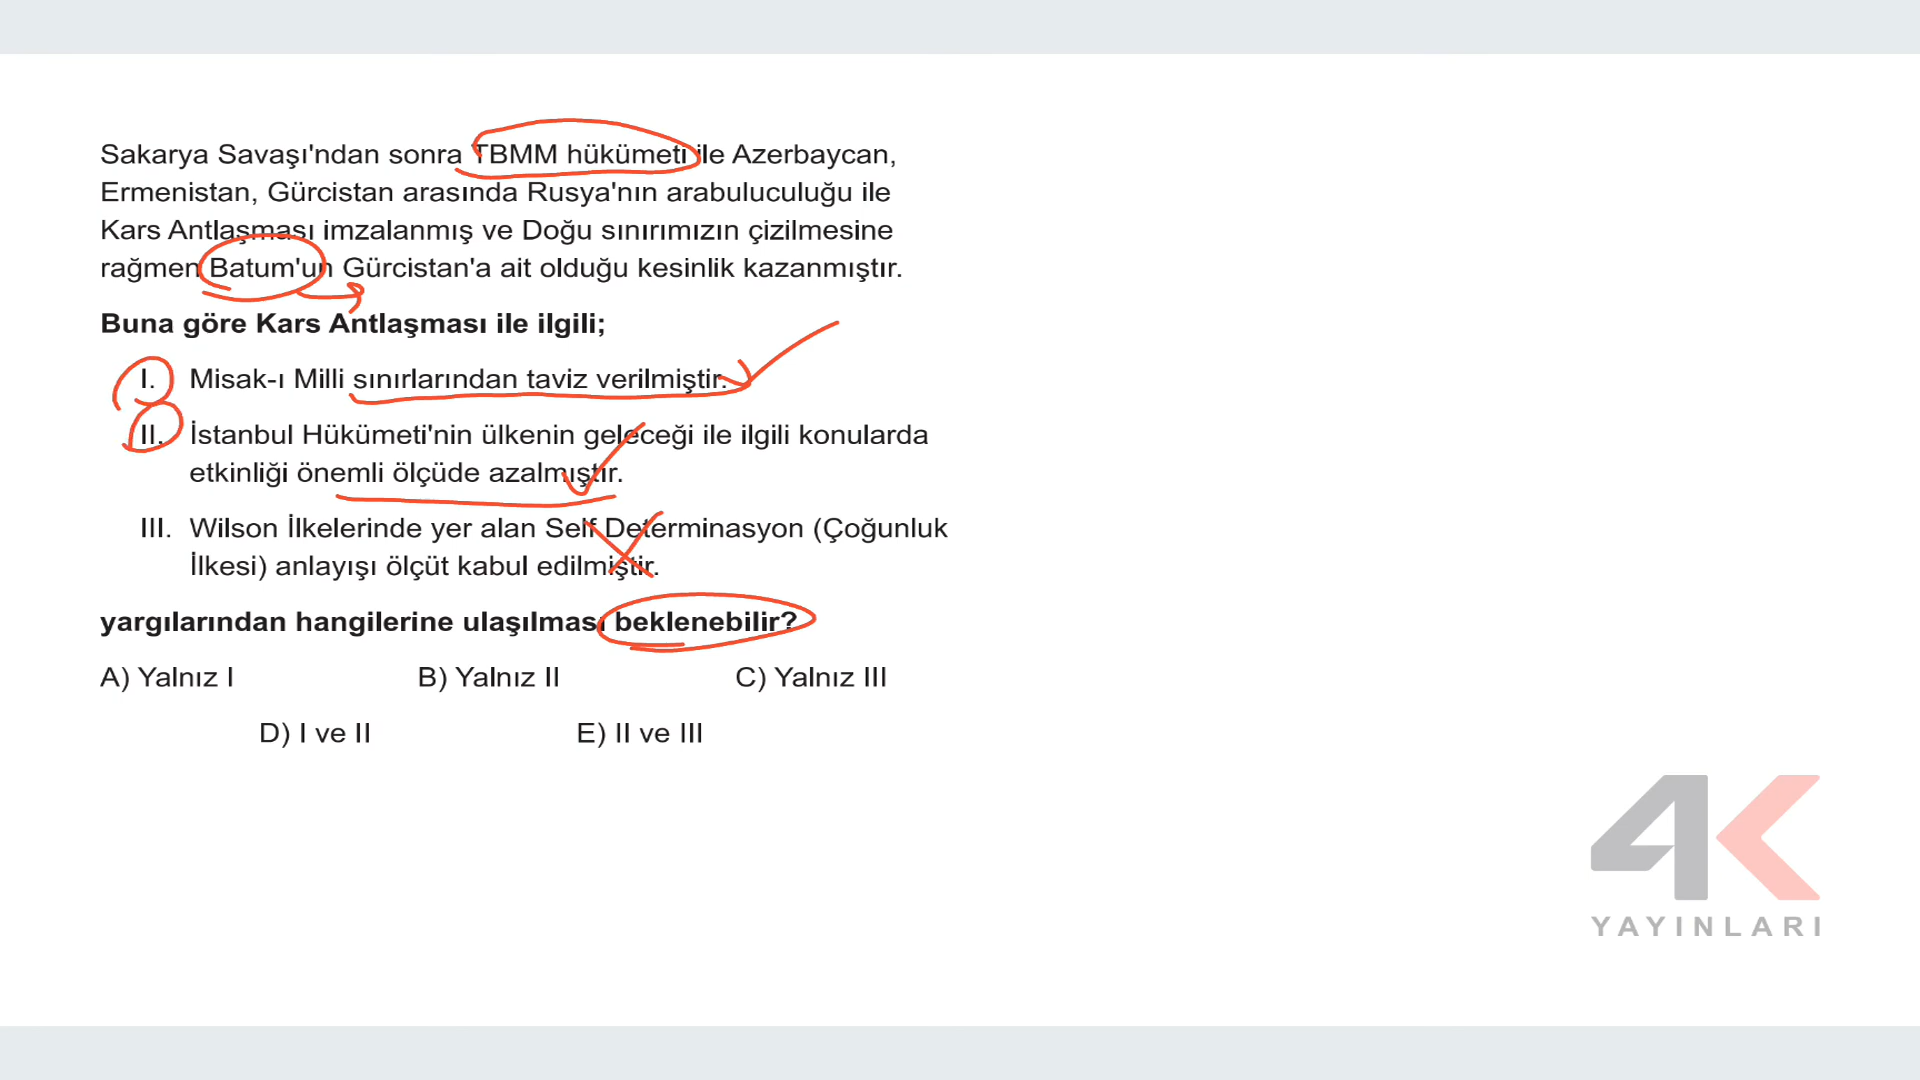 Sakarya Savaşı'ndan sonra TBMM hükümeti ile Azerbaycan,
Ermenistan, Gürcistan arasında Rusya'nın arabuluculuğu ile
Kars Antlaşması imzalanmış ve Doğu sınırımızın çizilmesine
rağmen Batum'un Gürcistan'a ait olduğu kesinlik kazanmıştır.
Buna göre Kars Antlaşması ile ilgili;
I. Misak-ı Milli sınırlarından taviz verilmiştir.
II. İstanbul Hükümeti'nin ülkenin geleceği ile ilgili konularda
etkinliği önemli ölçüde azalmıştır.
III. Wilson İlkelerinde yer alan Self Determinasyon (Çoğunluk
İlkesi) anlayışı ölçüt kabul edilmiştir.
yargılarından hangilerine ulaşılması beklenebilir?
A) Yalnız I B) Yalnız II C) Yalnız III
D) I ve II E) II ve III
4K
YAYINLARI